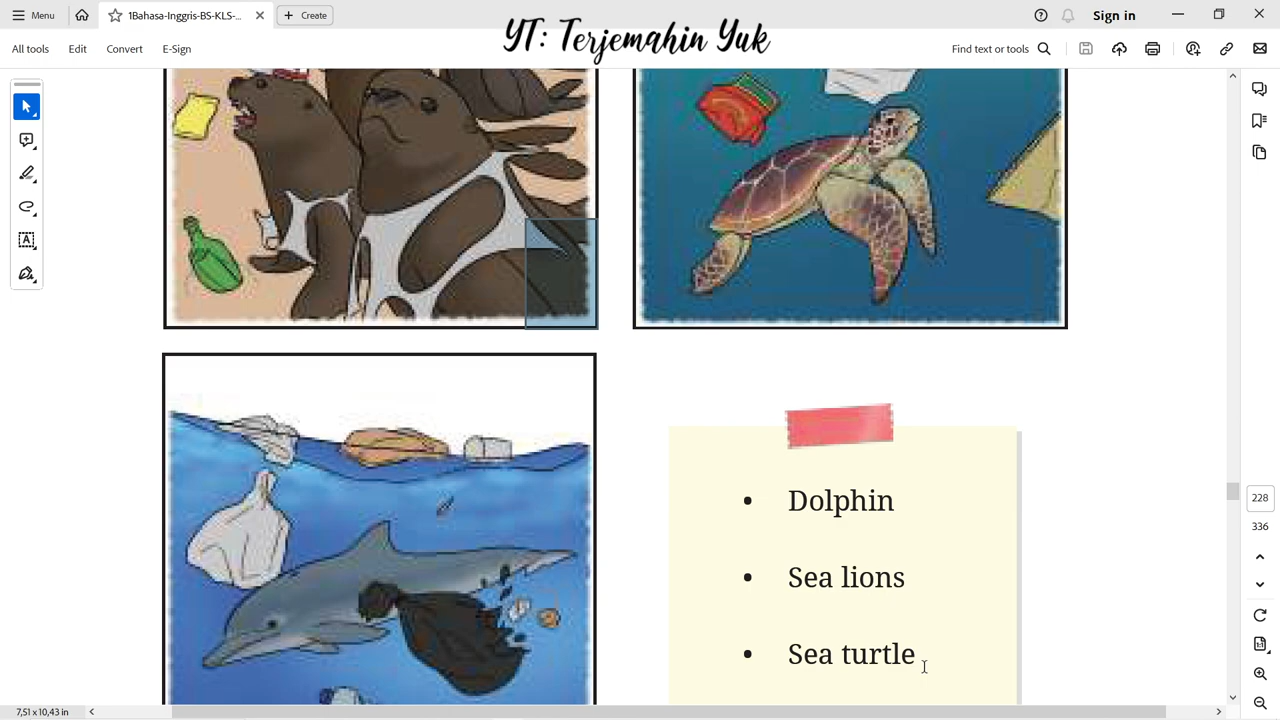 Menu
1Bahasa-Inggris-BS-KLS-...
Create
YT: Terjemahin Yuk
Sign in
All tools
Edit
Convert
E-Sign
Find text or tools
• Dolphin
• Sea lions
• Sea turtle
228
336
7,51 x 10,43 in